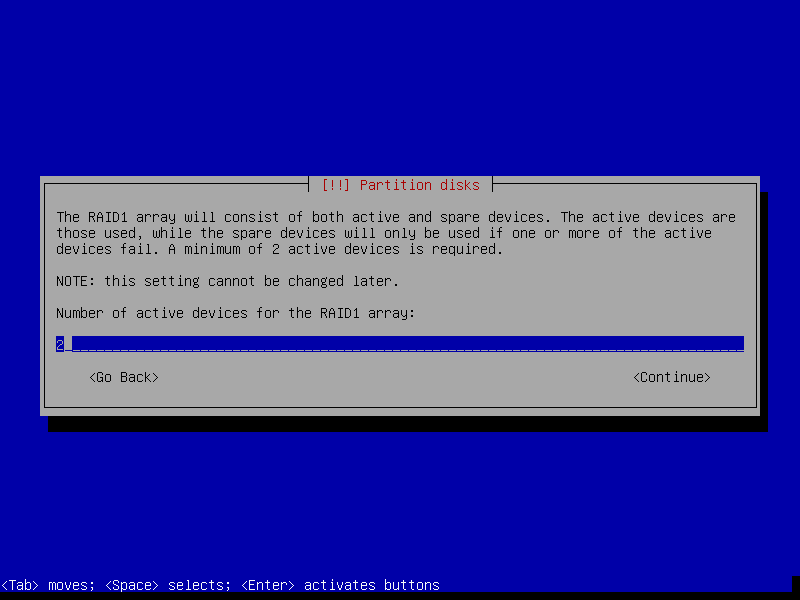 [!!] Partition disks
The RAID1 array will consist of both active and spare devices. The active devices are
those used, while the spare devices will only be used if one or more of the active
devices fail. A minimum of 2 active devices is required.
NOTE: this setting cannot be changed later.
Number of active devices for the RAID1 array:
2
<Go Back> <Continue>
<Tab> moves; <Space> selects; <Enter> activates buttons